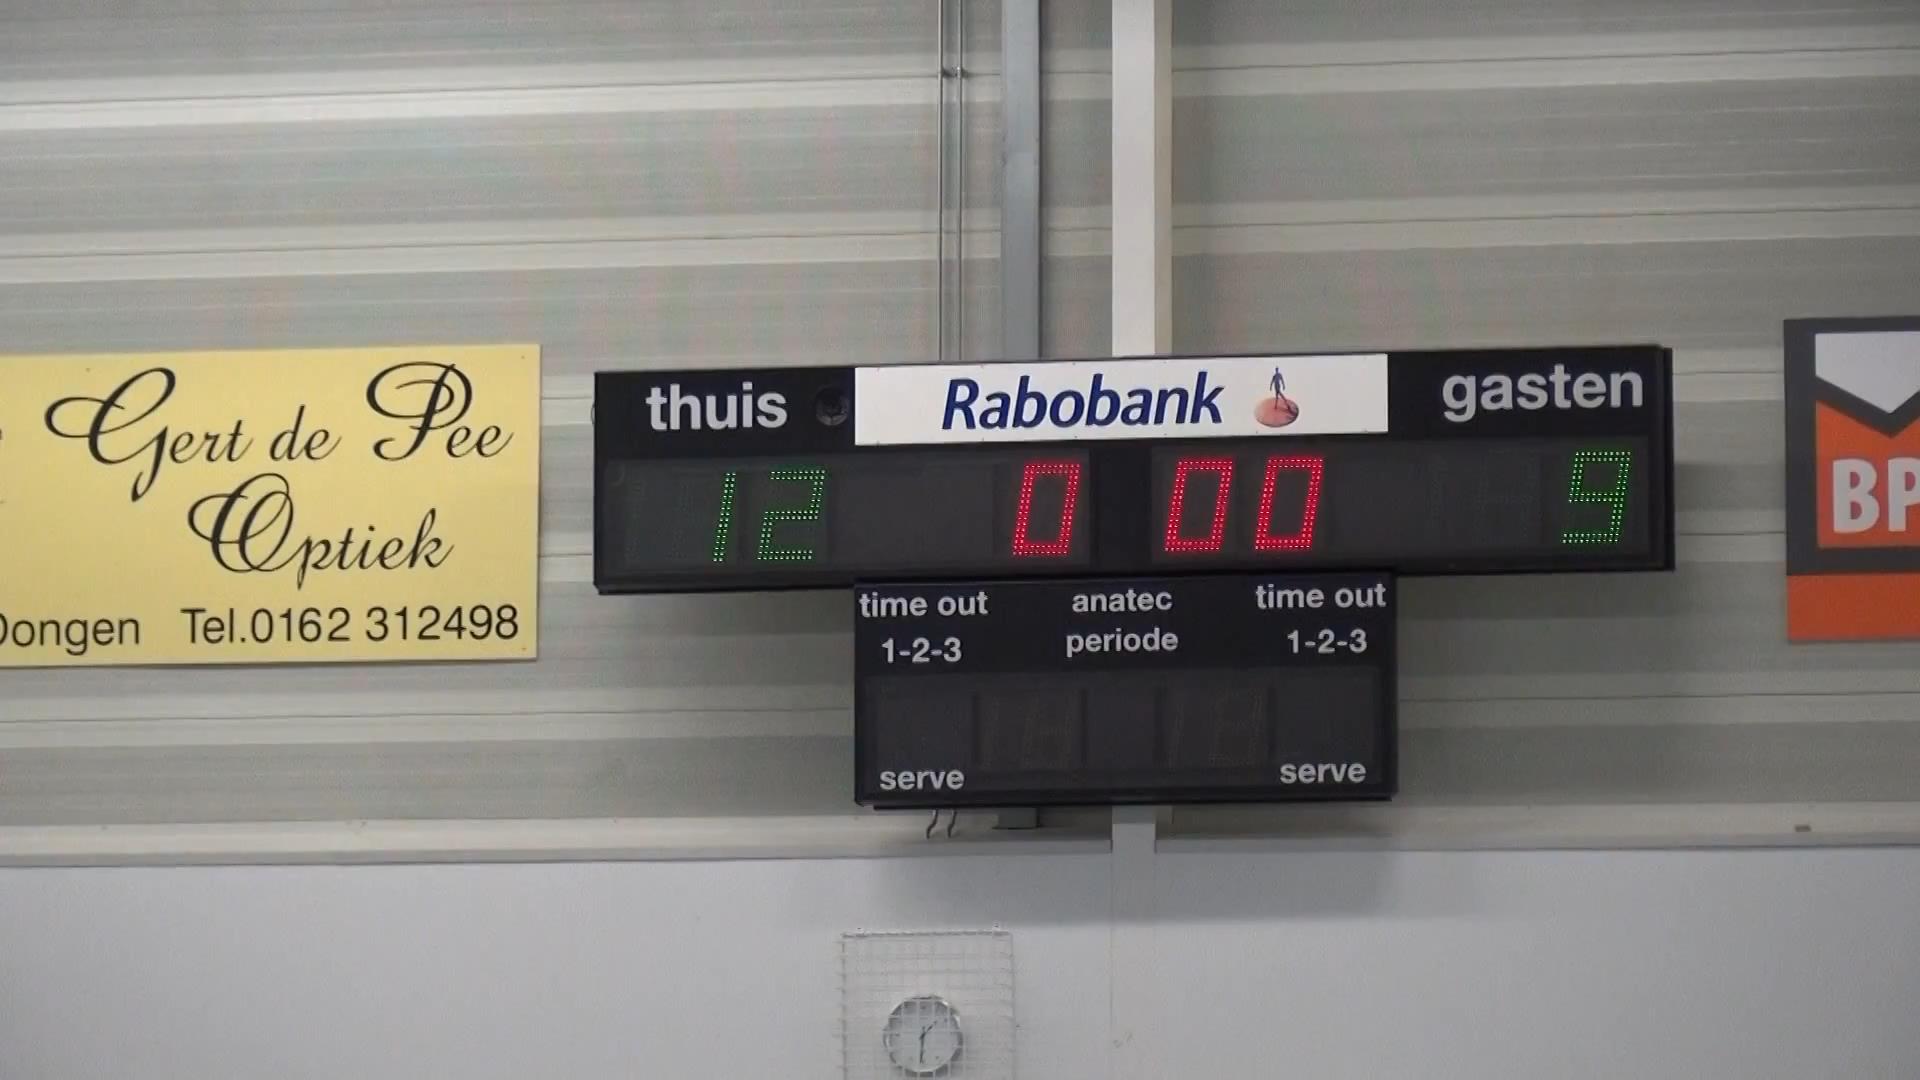 Gert de Pee
Optiek
Dongen Tel.0162 312498
thuis Rabobank gasten
12 0 00 9
time out anatec time out
1-2-3 periode 1-2-3
serve serve
BP